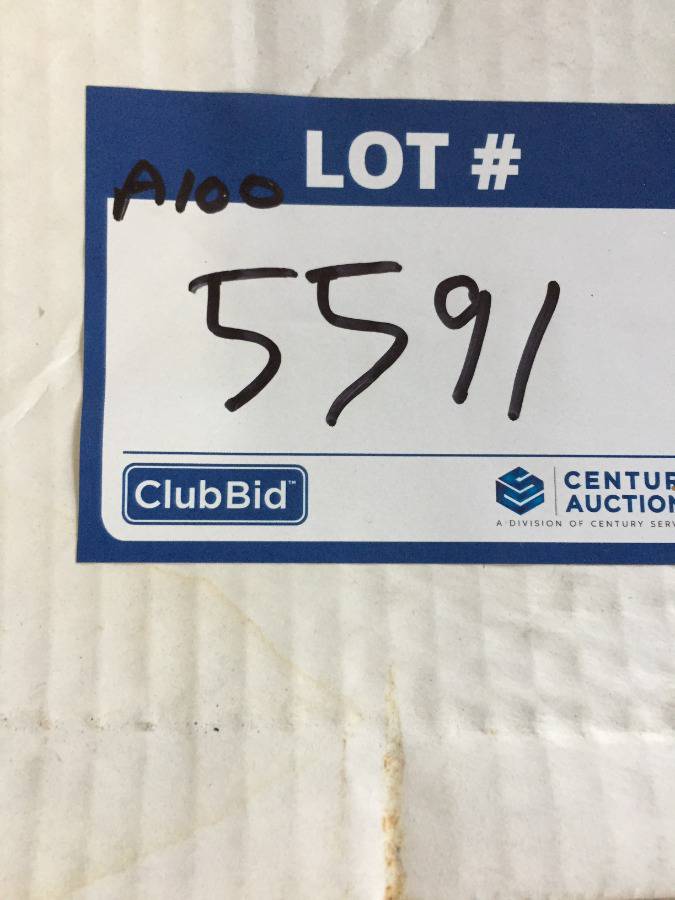 LOT #
A100
5591
ClubBid™
CENTUR
AUCTION
A DIVISION OF CENTURY SERV